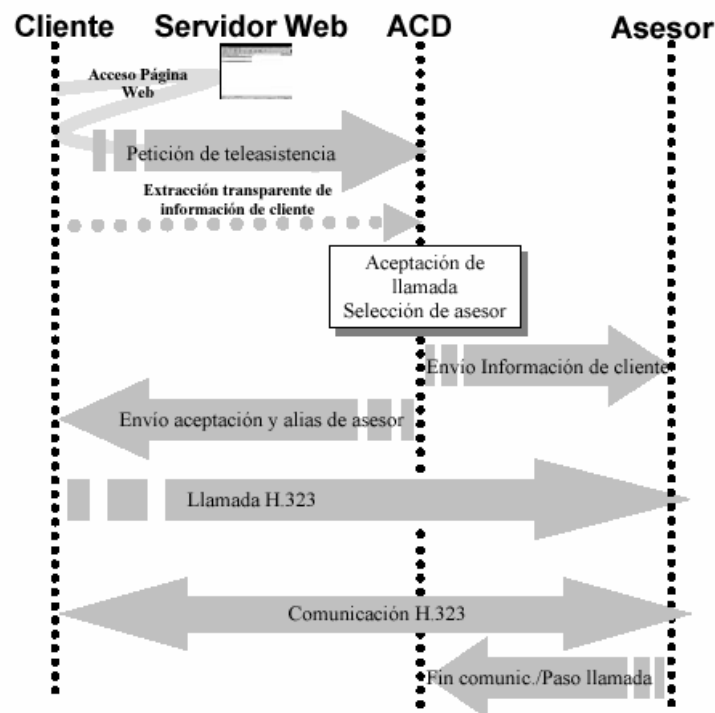 Cliente Servidor Web ACD Asesor
Acceso Página
Web
Petición de teleasistencia
Extracción transparente de
información de cliente
Aceptación de
llamada
Selección de asesor
Envío Información de cliente
Envío aceptación y alias de asesor
Llamada H.323
Comunicación H.323
Fin comunic./Paso llamada